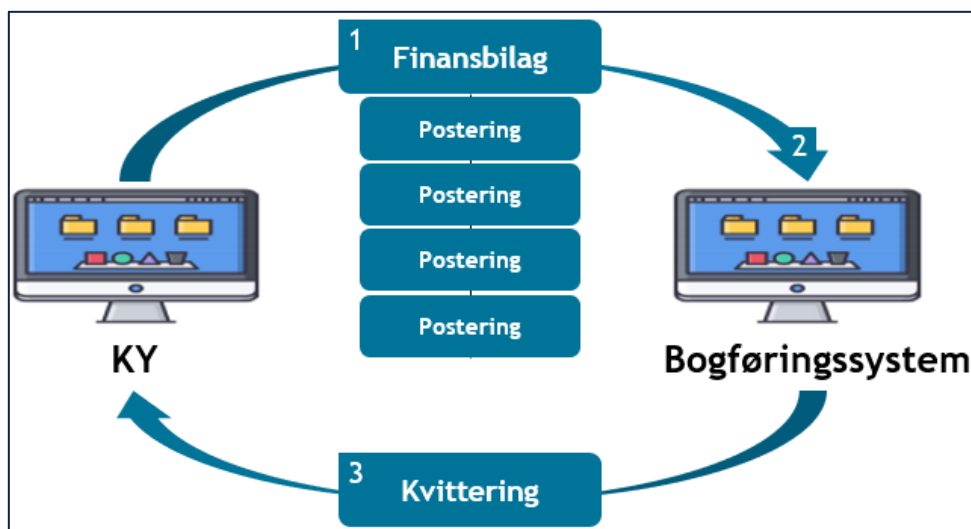 1
Finansbilag
Postering
Postering
Postering
Postering
2
KY
Bogføringssystem
3
Kvittering